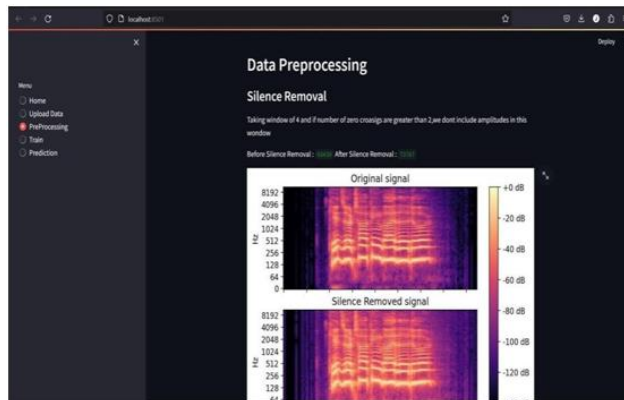 localhost:8501
Deploy
Menu
Home
Upload Data
PreProcessing
Train
Prediction
Data Preprocessing
Silence Removal
Taking window of 4 and if number of zero croasigs are greater than 2,we dont include amplitudes in this
wondow
Before Silence Removal : After Silence Removal :
Original signal
8192
4096
2048
1024
512
256
128
64
0
Hz
+0 dB
-20 dB
-40 dB
-60 dB
-80 dB
-100 dB
-120 dB
Silence Removed signal
8192
4096
2048
1024
512
256
128
64
Hz